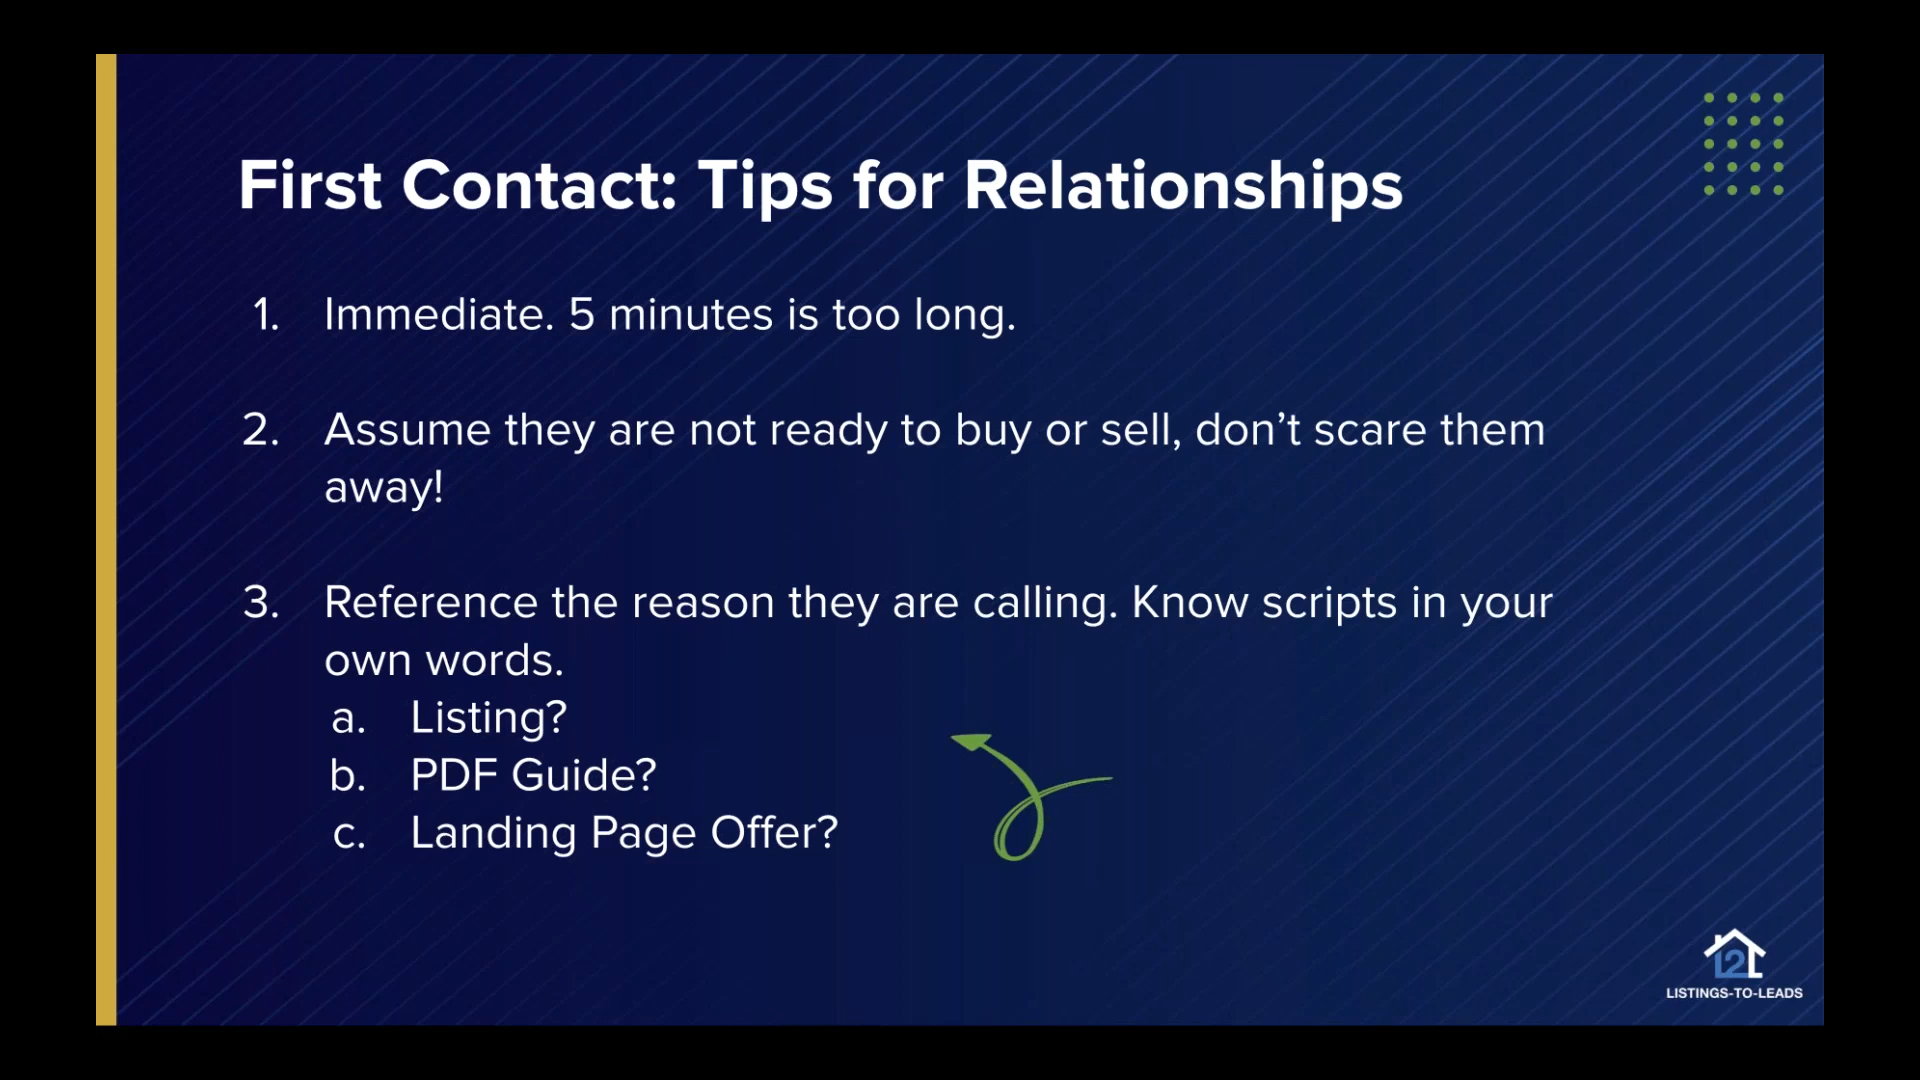 First Contact: Tips for Relationships
1. Immediate. 5 minutes is too long.
2. Assume they are not ready to buy or sell, don’t scare them
away!
3. Reference the reason they are calling. Know scripts in your
own words.
a. Listing?
b. PDF Guide?
c. Landing Page Offer?
L2L
LISTINGS-TO-LEADS